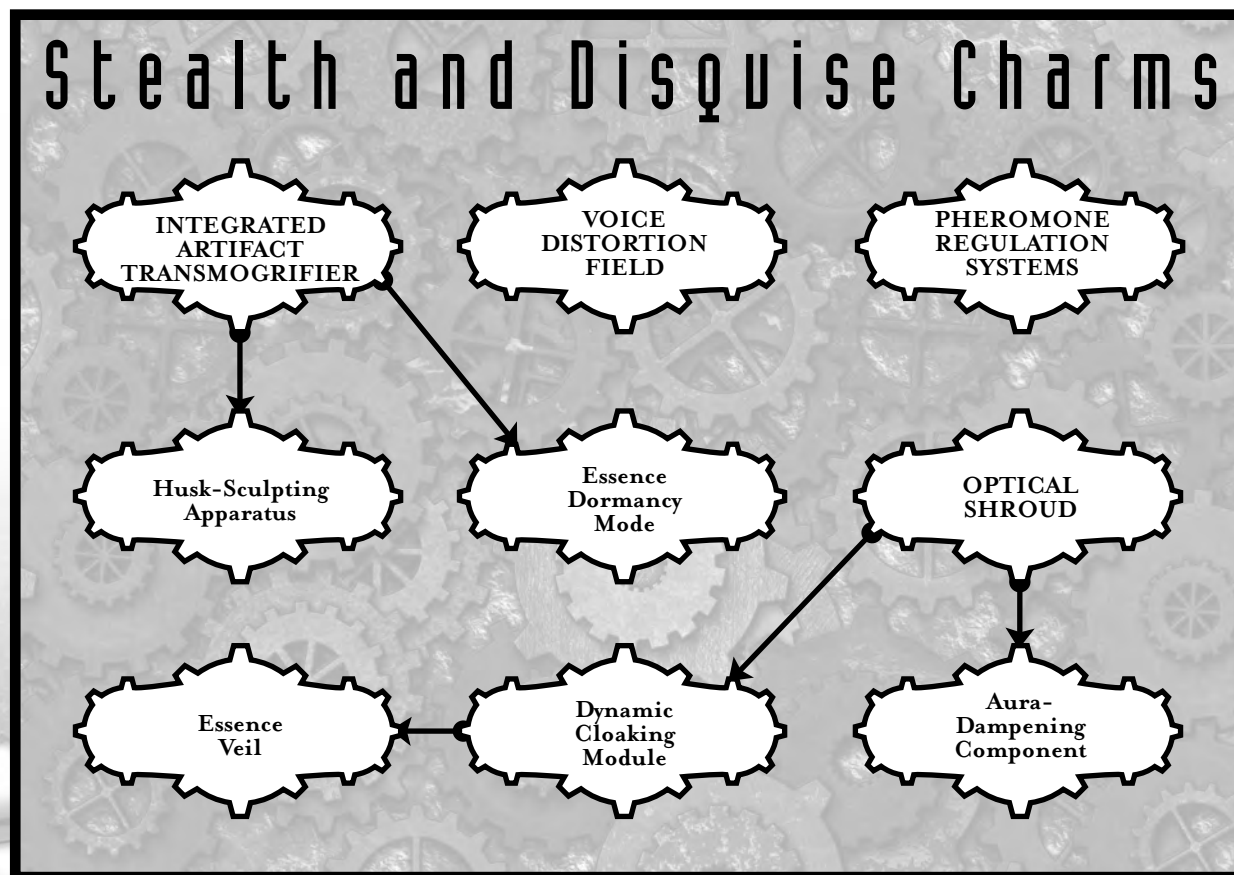 Stealth and Disquise Charms
INTEGRATED
ARTIFACT
TRANSMOGRIFIER
VOICE
DISTORTION
FIELD
PHEROMONE
REGULATION
SYSTEMS
Husk-Sculpting
Apparatus
Essence
Dormancy
Mode
OPTICAL
SHROUD
Essence
Veil
Dynamic
Cloaking
Module
Aura-
Dampening
Component